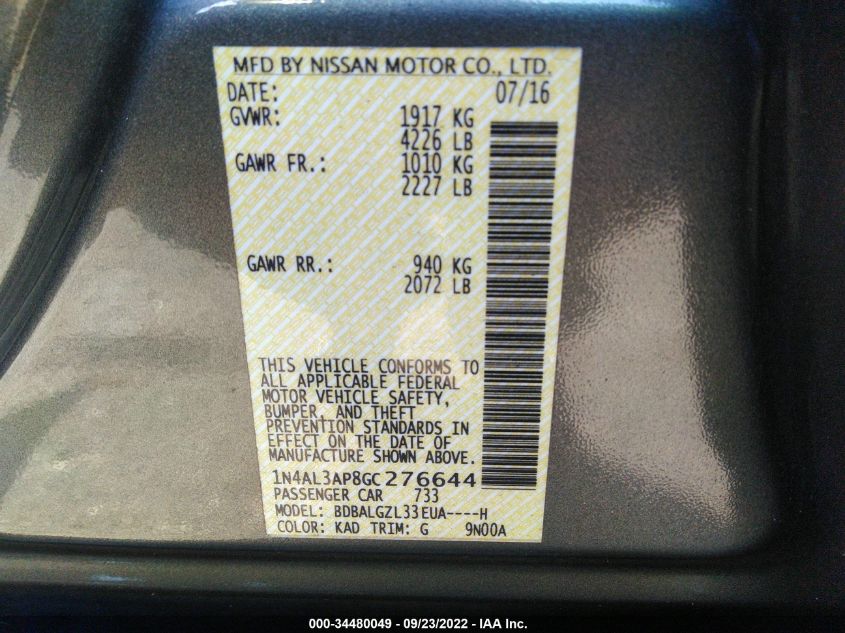 MFD BY NISSAN MOTOR CO., LTD.
DATE: 07/16
GVWR: 1917 KG
4226 LB
GAWR FR.: 1010 KG
2227 LB
GAWR RR.: 940 KG
2072 LB
THIS VEHICLE CONFORMS TO
ALL APPLICABLE FEDERAL
MOTOR VEHICLE SAFETY,
BUMPER, AND THEFT
PREVENTION STANDARDS IN
EFFECT ON THE DATE OF
MANUFACTURE SHOWN ABOVE.
1N4AL3AP8GC276644
PASSENGER CAR 733
MODEL: BDBALGZL33EUA----H
COLOR: KAD TRIM: G 9N00A
000-34480049 - 09/23/2022 - IAA Inc.